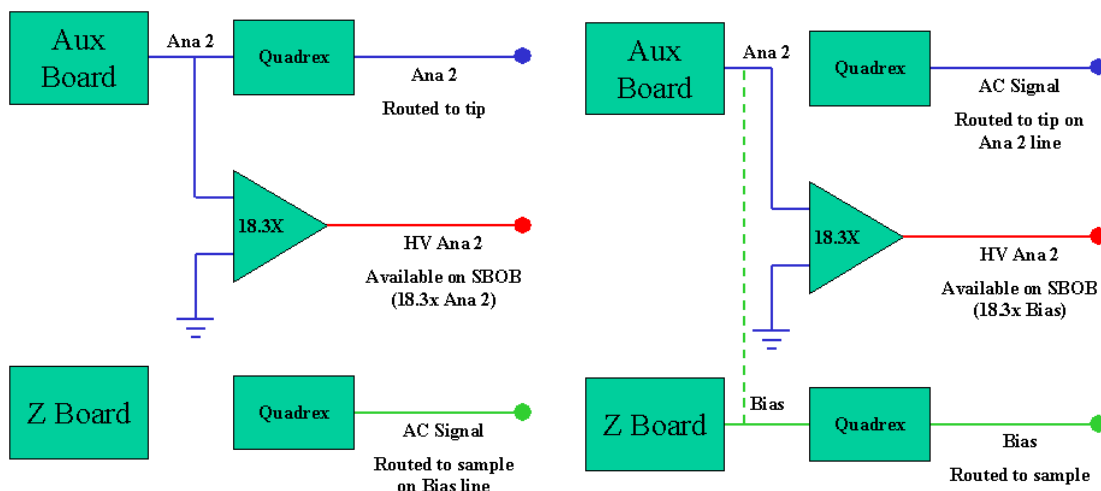 Aux
Board
Ana 2
Quadrex
Ana 2
Routed to tip
18.3X
HV Ana 2
Available on SBOB
(18.3x Ana 2)
Z Board
Quadrex
AC Signal
Routed to sample
on Bias line
Aux
Board
Ana 2
Quadrex
AC Signal
Routed to tip on
Ana 2 line
18.3X
HV Ana 2
Available on SBOB
(18.3x Bias)
Z Board
Bias
Quadrex
Bias
Routed to sample